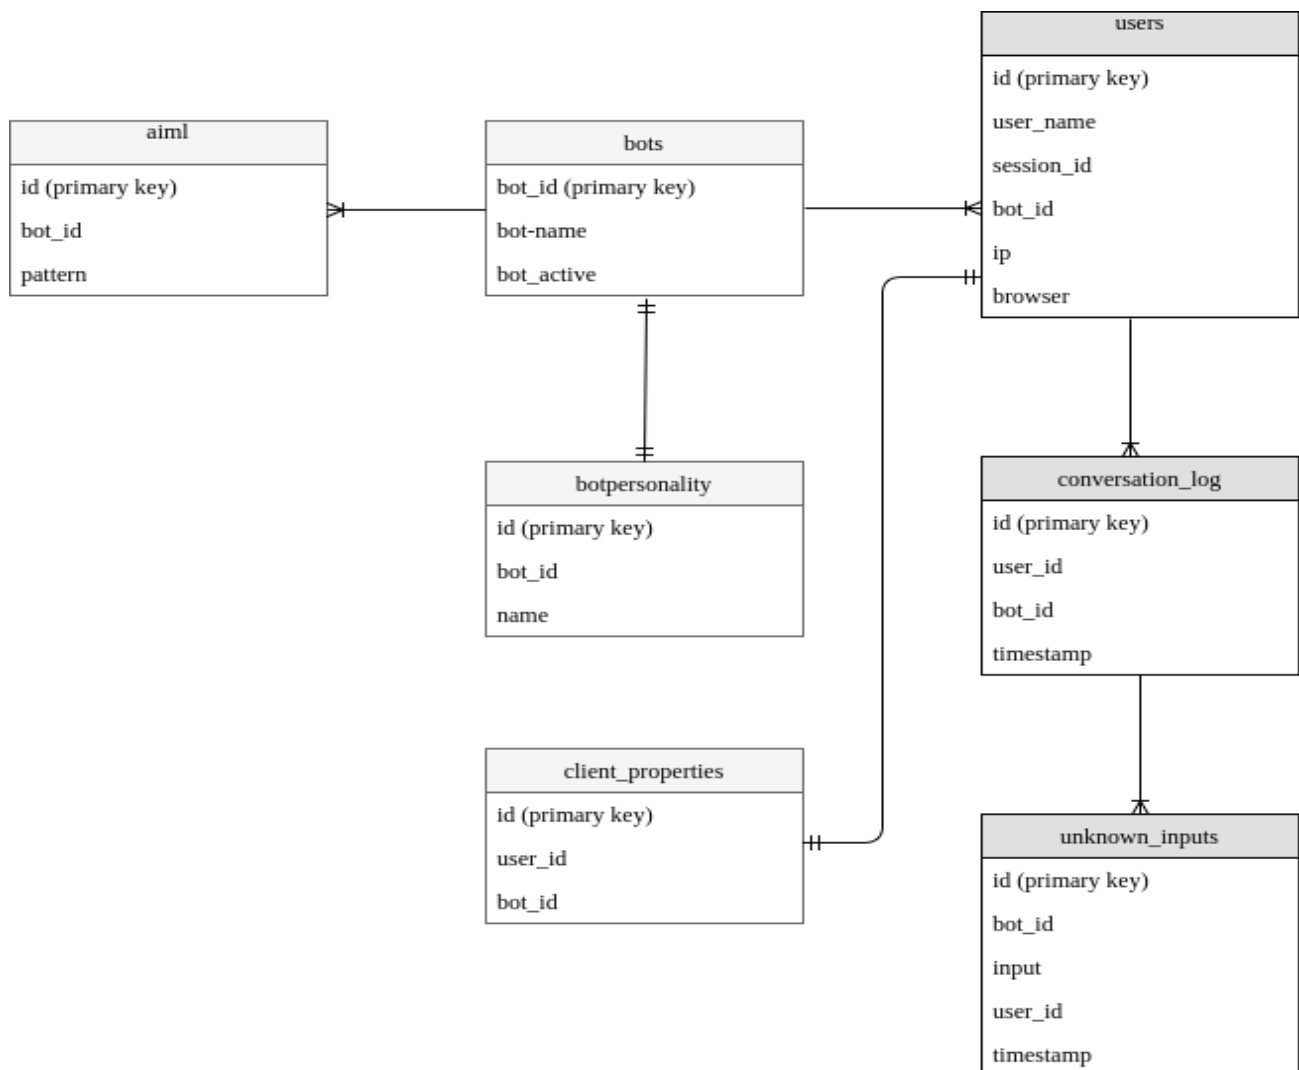 aiml
id (primary key)
bot_id
pattern
bots
bot_id (primary key)
bot-name
bot_active
users
id (primary key)
user_name
session_id
bot_id
ip
browser
botpersonality
id (primary key)
bot_id
name
conversation_log
id (primary key)
user_id
bot_id
timestamp
client_properties
id (primary key)
user_id
bot_id
unknown_inputs
id (primary key)
bot_id
input
user_id
timestamp